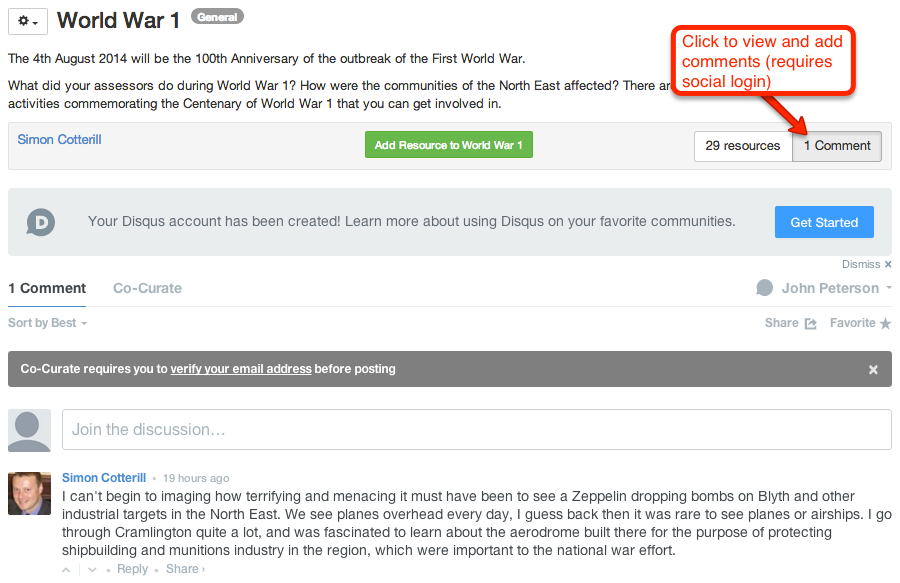 World War 1 General
The 4th August 2014 will be the 100th Anniversary of the outbreak of the First World War.
Click to view and add
comments (requires
social login)
What did your assessors do during World War 1? How were the communities of the North East affected? There ar
activities commemorating the Centenary of World War 1 that you can get involved in.
Simon Cotterill
Add Resource to World War 1
29 resources
1 Comment
D
Your Disqus account has been created! Learn more about using Disqus on your favorite communities.
Get Started
Dismiss ×
1 Comment
Co-Curate
John Peterson
Sort by Best
Share
Favorite ★
Co-Curate requires you to verify your email address before posting ×
Join the discussion…
Simon Cotterill • 19 hours ago
I can't begin to imaging how terrifying and menacing it must have been to see a Zeppelin dropping bombs on Blyth and other
industrial targets in the North East. We see planes overhead every day, I guess back then it was rare to see planes or airships. I go
through Cramlington quite a lot, and was fascinated to learn about the aerodrome built there for the purpose of protecting
shipbuilding and munitions industry in the region, which were important to the national war effort.
• Reply • Share ›